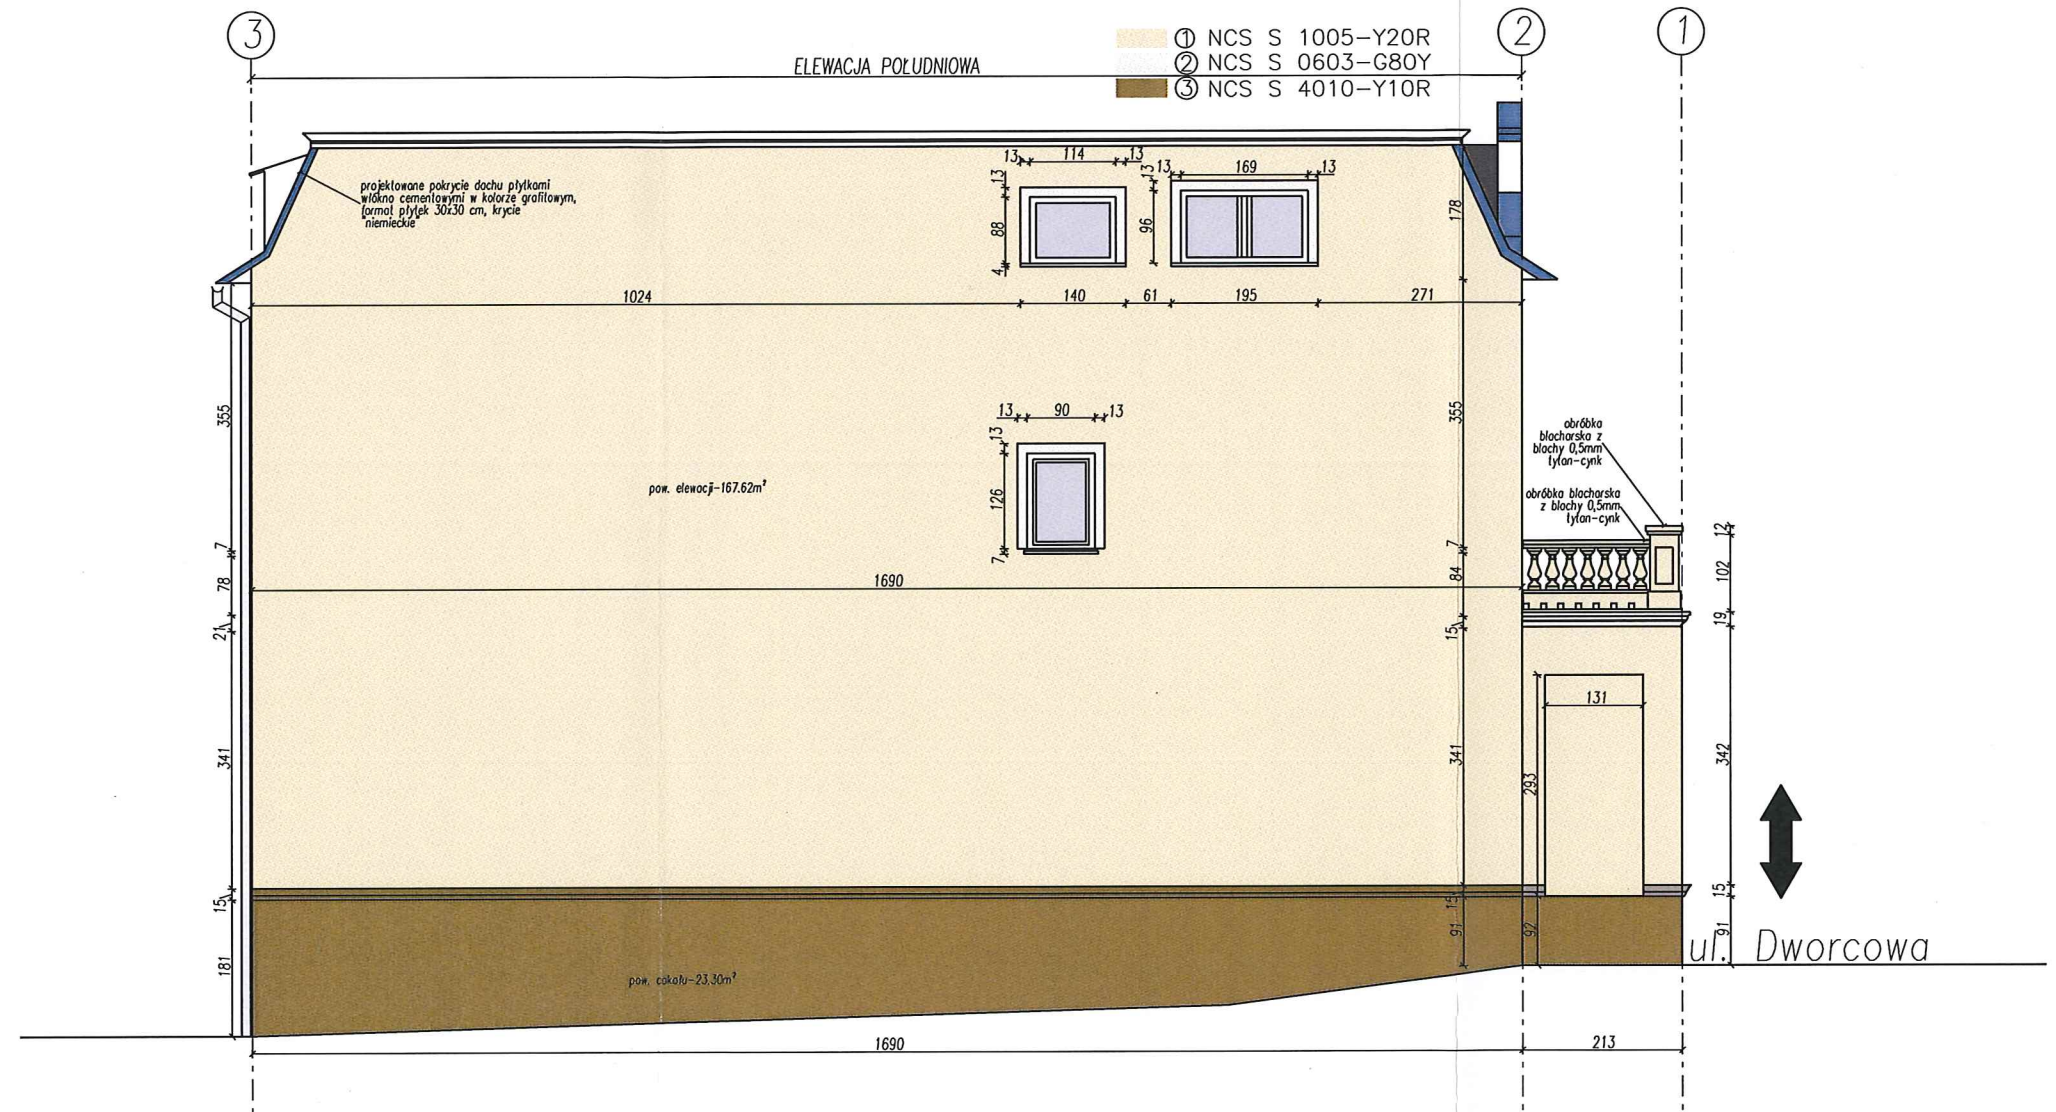 3
2
1
① NCS S 1005-Y20R
② NCS S 0603-G80Y
③ NCS S 4010-Y10R
ELEWACJA POŁUDNIOWA
projektowane pokrycie dachu płytkami
włókno cementowymi w kolorze grafitowym,
format płytek 30x30 cm, krycie
"niemieckie"
13 114 13
13
88
4
13 169 13
13
96
178
1024 140 61 195 271
355
7
78
21
341
15
181
13 90 13
13
126
7
pow. elewacji-167.62m²
355
7
84
15
341
15
91
obróbka
blacharska z
blachy 0,5mm
tytan-cynk
obróbka blacharska
z blachy 0,5mm
tytan-cynk
12
102
19
342
15
91
1690
131
293
92
ul. Dworcowa
pow. cokołu-23,30m²
1690 213